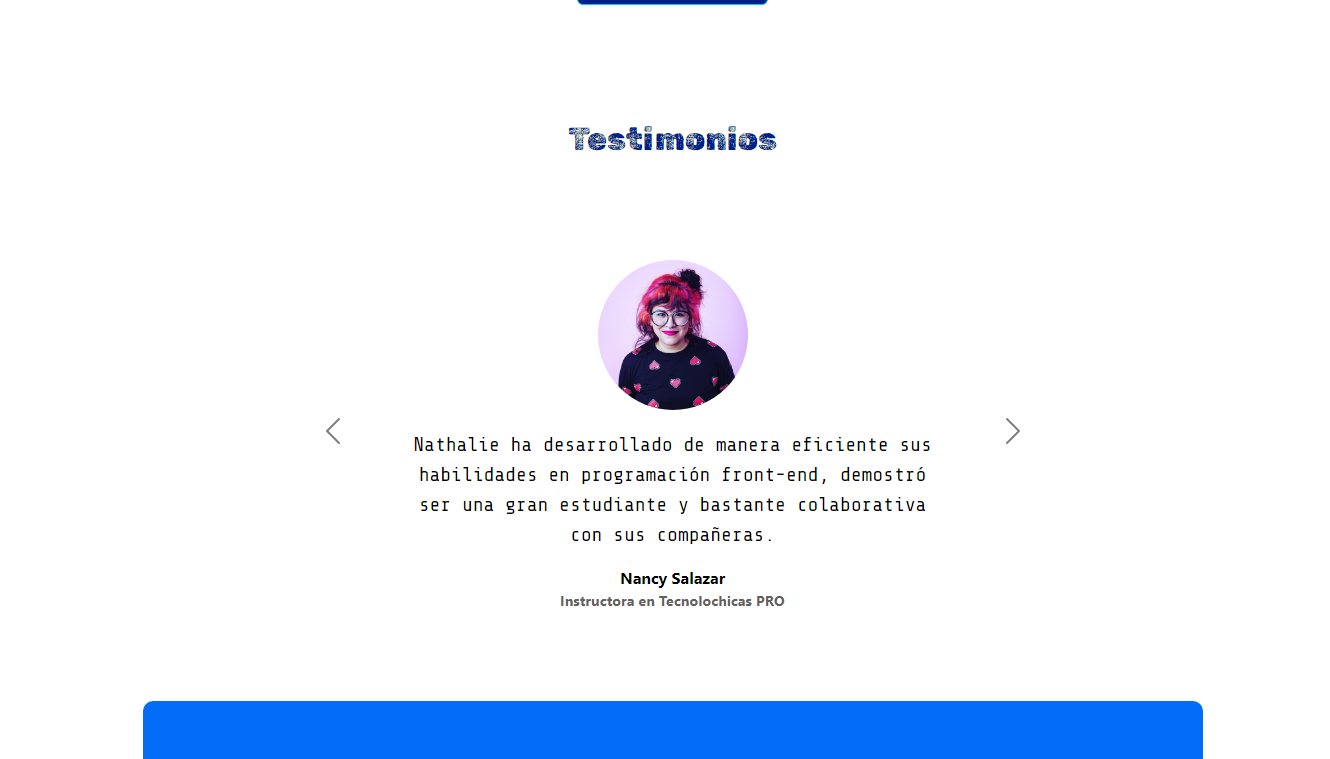 Testimonios
Nathalie ha desarrollado de manera eficiente sus
habilidades en programación front-end, demostró
ser una gran estudiante y bastante colaborativa
con sus compañeras.
Nancy Salazar
Instructora en Tecnolochicas PRO